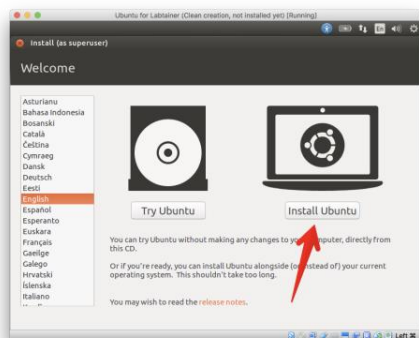 Ubuntu for Labtainer (Clean creation, not installed yet) [Running]
En
Install (as superuser)
Welcome
Asturianu
Bahasa Indonesia
Bosanski
Català
Čeština
Cymraeg
Dansk
Deutsch
Eesti
English
Español
Esperanto
Euskara
Français
Gaeilge
Galego
Hrvatski
Íslenska
Italiano
Try Ubuntu
Install Ubuntu
You can try Ubuntu without making any changes to your computer, directly from
this CD.
Or if you're ready, you can install Ubuntu alongside (or instead of) your current
operating system. This shouldn't take too long.
You may wish to read the release notes.
Left ⌘